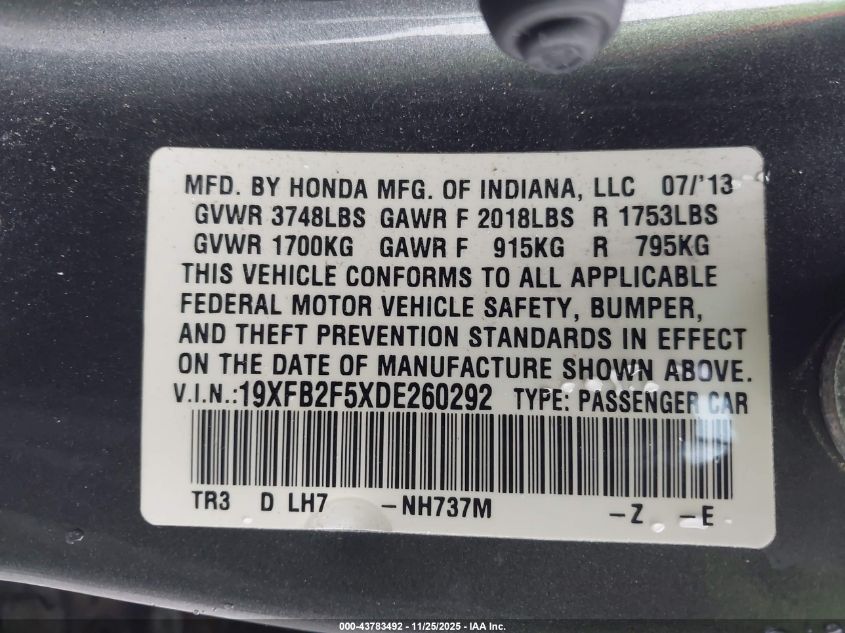 MFD. BY HONDA MFG. OF INDIANA, LLC 07/'13
GVWR 3748LBS GAWR F 2018LBS R 1753LBS
GVWR 1700KG GAWR F 915KG R 795KG
THIS VEHICLE CONFORMS TO ALL APPLICABLE
FEDERAL MOTOR VEHICLE SAFETY, BUMPER,
AND THEFT PREVENTION STANDARDS IN EFFECT
ON THE DATE OF MANUFACTURE SHOWN ABOVE.
V.I.N.:19XFB2F5XDE260292 TYPE: PASSENGER CAR
TR3 D LH7 -NH737M -Z -E
000-43783492 - 11/25/2025 - IAA Inc.